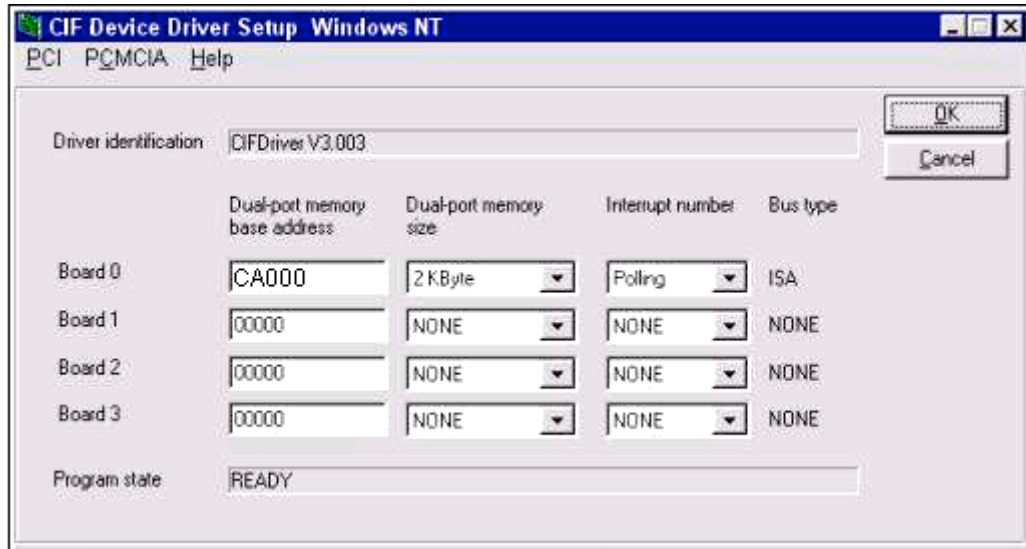 CIF Device Driver Setup Windows NT
PCI PCMCIA Help
OK
Driver identification CIFDriver V3.003
Cancel
Dual-port memory base address Dual-port memory size Interrupt number Bus type
Board 0 CA000 2 KByte Polling ISA
Board 1 00000 NONE NONE NONE
Board 2 00000 NONE NONE NONE
Board 3 00000 NONE NONE NONE
Program state READY